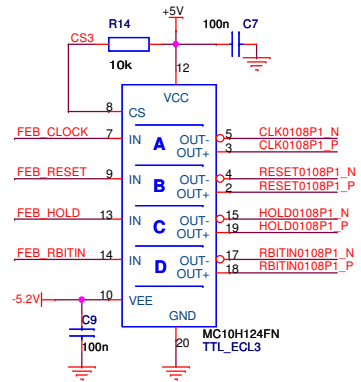 +5V
R14
100n
C7
CS3
10k
12
VCC
8
CS
FEB_CLOCK
7
IN
A
OUT-
5
CLK0108P1_N
OUT+
3
CLK0108P1_P
FEB_RESET
9
IN
B
OUT-
4
RESET0108P1_N
OUT+
2
RESET0108P1_P
FEB_HOLD
13
IN
C
OUT-
15
HOLD0108P1_N
OUT+
19
HOLD0108P1_P
FEB_RBITIN
14
IN
D
OUT-
17
RBITIN0108P1_N
OUT+
18
RBITIN0108P1_P
-5.2V
10
VEE
GND
C9
100n
20
MC10H124FN
TTL_ECL3